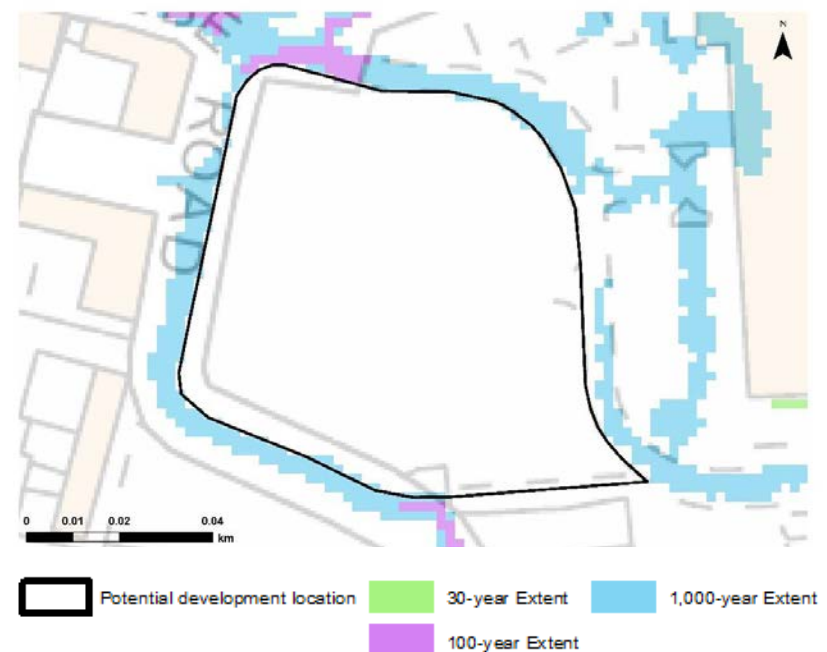 N
ROAD
0 0.01 0.02 0.04
km
Potential development location
30-year Extent
1,000-year Extent
100-year Extent